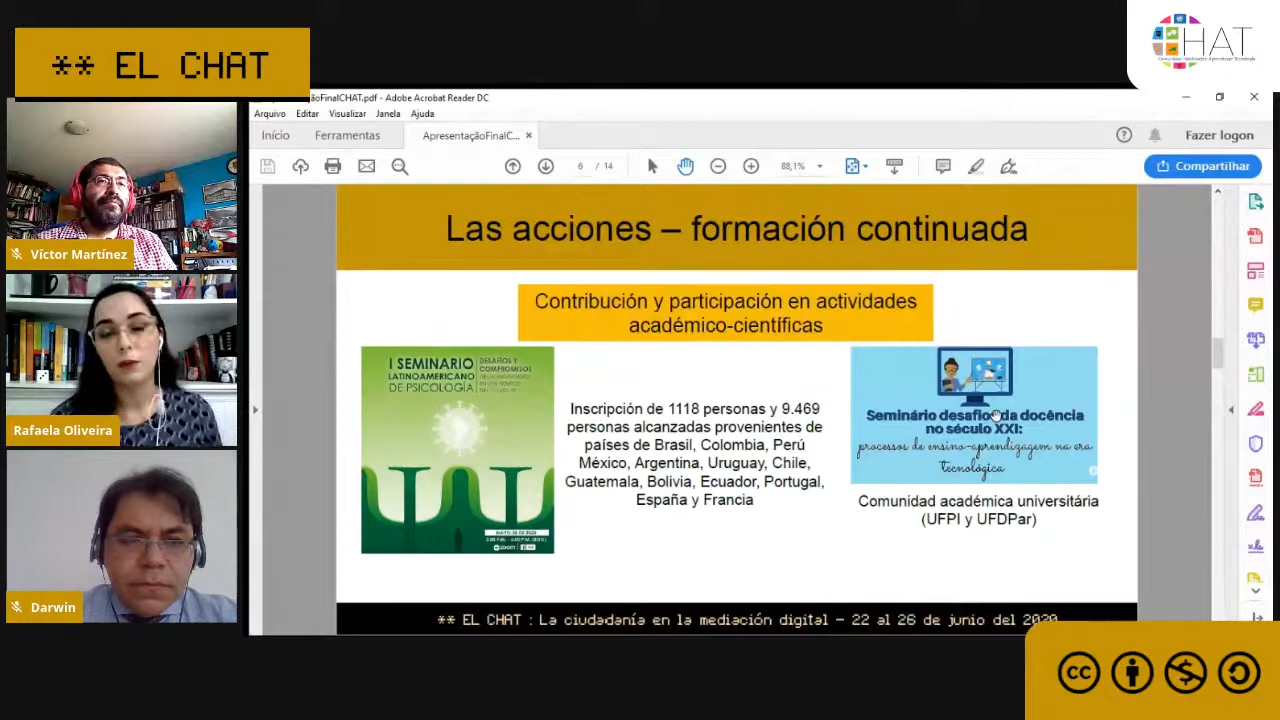 ** EL CHAT
CHAT
Víctor Martínez
Rafaela Oliveira
Darwin
ãoFinalCHAT.pdf - Adobe Acrobat Reader DC
Arquivo Editar Visualizar Janela Ajuda
Início Ferramentas ApresentaçãoFinalC... × Fazer logon
6 / 14 88,1% Compartilhar
Las acciones – formación continuada
Contribución y participación en actividades
académico-científicas
I SEMINARIO
LATINOAMERICANO
DE PSICOLOGÍA
DESAFÍOS Y
COMPROMISOS
Inscripción de 1118 personas y 9.469
personas alcanzadas provenientes de
países de Brasil, Colombia, Perú
México, Argentina, Uruguay, Chile,
Guatemala, Bolivia, Ecuador, Portugal,
España y Francia
Seminário desafios da docência
no século XXI:
processos de ensino-aprendizagem na era
tecnológica
Comunidad académica universitária
(UFPI y UFDPar)
** EL CHAT : La ciudadanía en la mediación digital – 22 al 26 de junio del 2020
cc